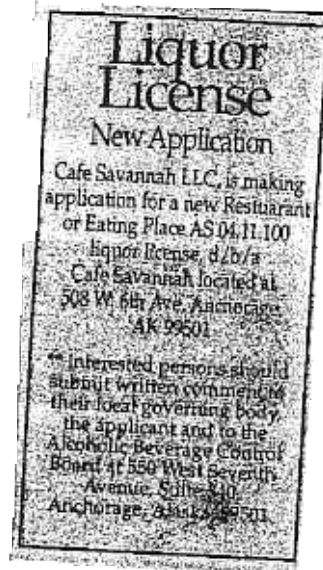 Liquor
License
New Application
Cafe Savannah LLC, is making
application for a new Restuarant
or Eating Place AS 04.11.100
liquor license, d/b/a
Cafe Savannah located at
508 W. 6th Ave, Anchorage,
AK 99501
** Interested persons should
submit written comment to
their local governing body,
the applicant and to the
Alcoholic Beverage Control
Board at 550 West Seventh
Avenue, Suite
Anchorage, Alaska 99501